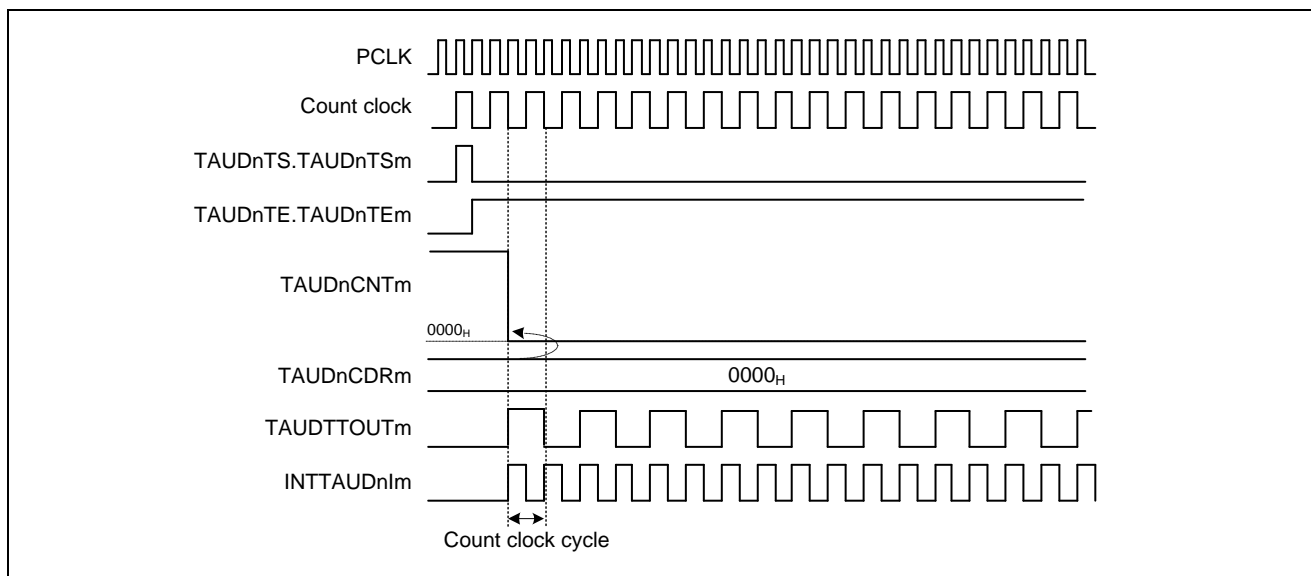 PCLK
Count clock
TAUDnTS.TAUDnTSm
TAUDnTE.TAUDnTEm
TAUDnCNTm
0000H
TAUDnCDRm
0000H
TAUDTTOUTm
INTTAUDnIm
Count clock cycle